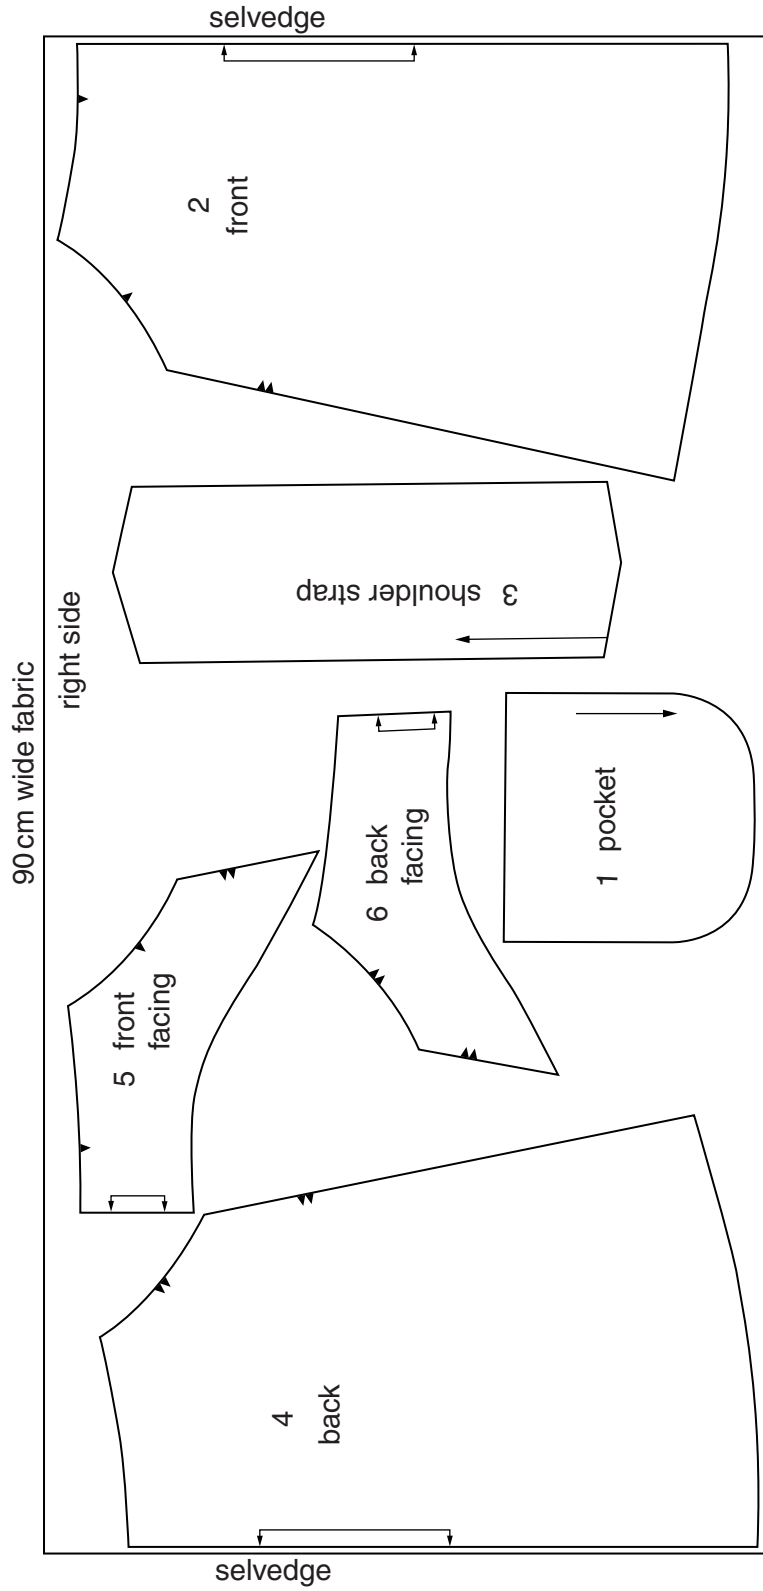 selvedge
2
front
3 shoulder strap
90 cm wide fabric
right side
1 pocket
6 back
facing
5 front
facing
4
back
selvedge